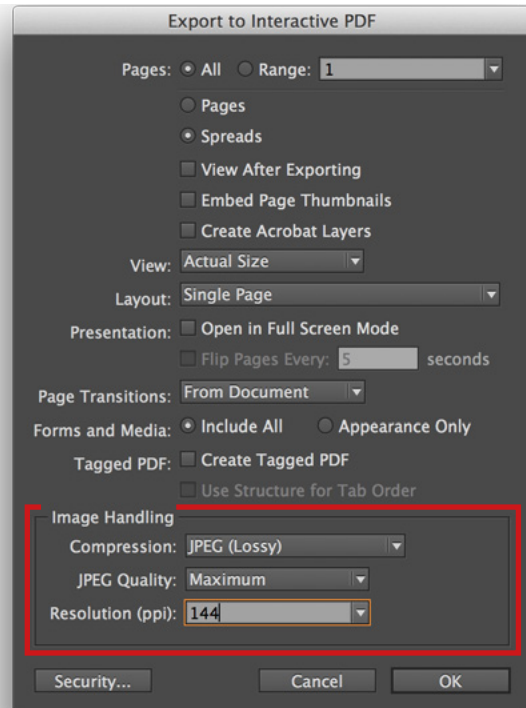 Export to Interactive PDF
Pages: All Range: 1
Pages
Spreads
View After Exporting
Embed Page Thumbnails
Create Acrobat Layers
View: Actual Size
Layout: Single Page
Presentation: Open in Full Screen Mode
Flip Pages Every: 5 seconds
Page Transitions: From Document
Forms and Media: Include All Appearance Only
Tagged PDF: Create Tagged PDF
Use Structure for Tab Order
Image Handling
Compression: JPEG (Lossy)
JPEG Quality: Maximum
Resolution (ppi): 144
Security... Cancel OK